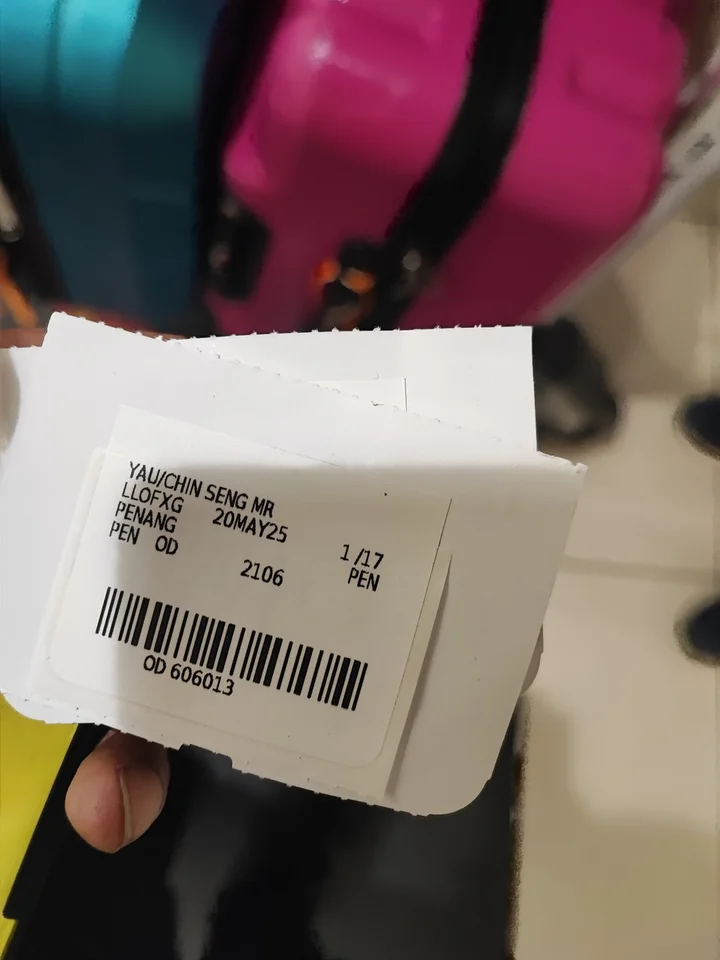 YAU/CHIN SENG MR
LLOFXG 20MAY25
PENANG 1/17
PEN OD 2106 PEN
OD 606013